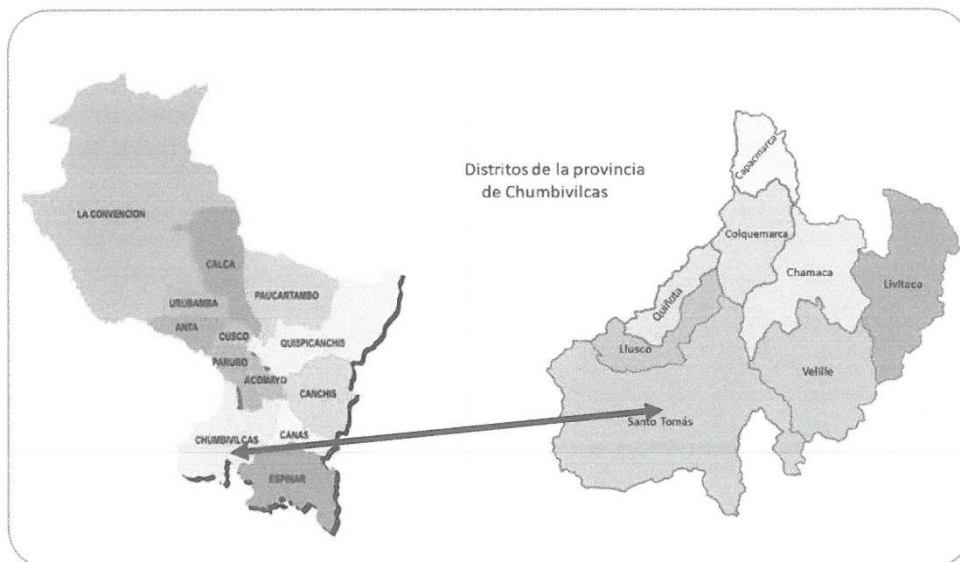 Distritos de la provincia
de Chumbivilcas
LA CONVENCION
CALCA
URUBAMBA
PAUCARTAMBO
ANTA
CUSCO
QUISPICANCHIS
PARURO
ACOMAYO
CANCHIS
CHUMBIVILCAS
CANAS
ESPINAR
Capacmarca
Colquemarca
Chamaca
Livitaca
Quiñota
Llusco
Velille
Santo Tomás